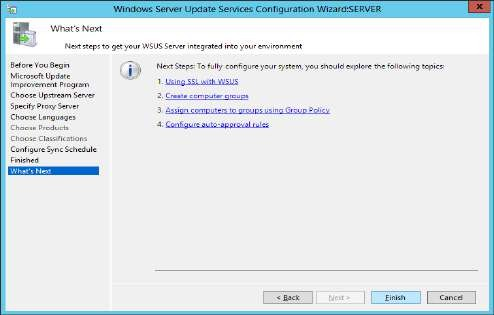 Windows Server Update Services Configuration Wizard:SERVER
What's Next
Next steps to get your WSUS Server integrated into your environment
Before You Begin
Microsoft Update
Improvement Program
Choose Upstream Server
Specify Proxy Server
Choose Languages
Choose Products
Choose Classifications
Configure Sync Schedule
Finished
What's Next
Next Steps: To fully configure your system, you should explore the following topics:
1. Using SSL with WSUS
2. Create computer groups
3. Assign computers to groups using Group Policy
4. Configure auto-approval rules
< Back
Next >
Finish
Cancel